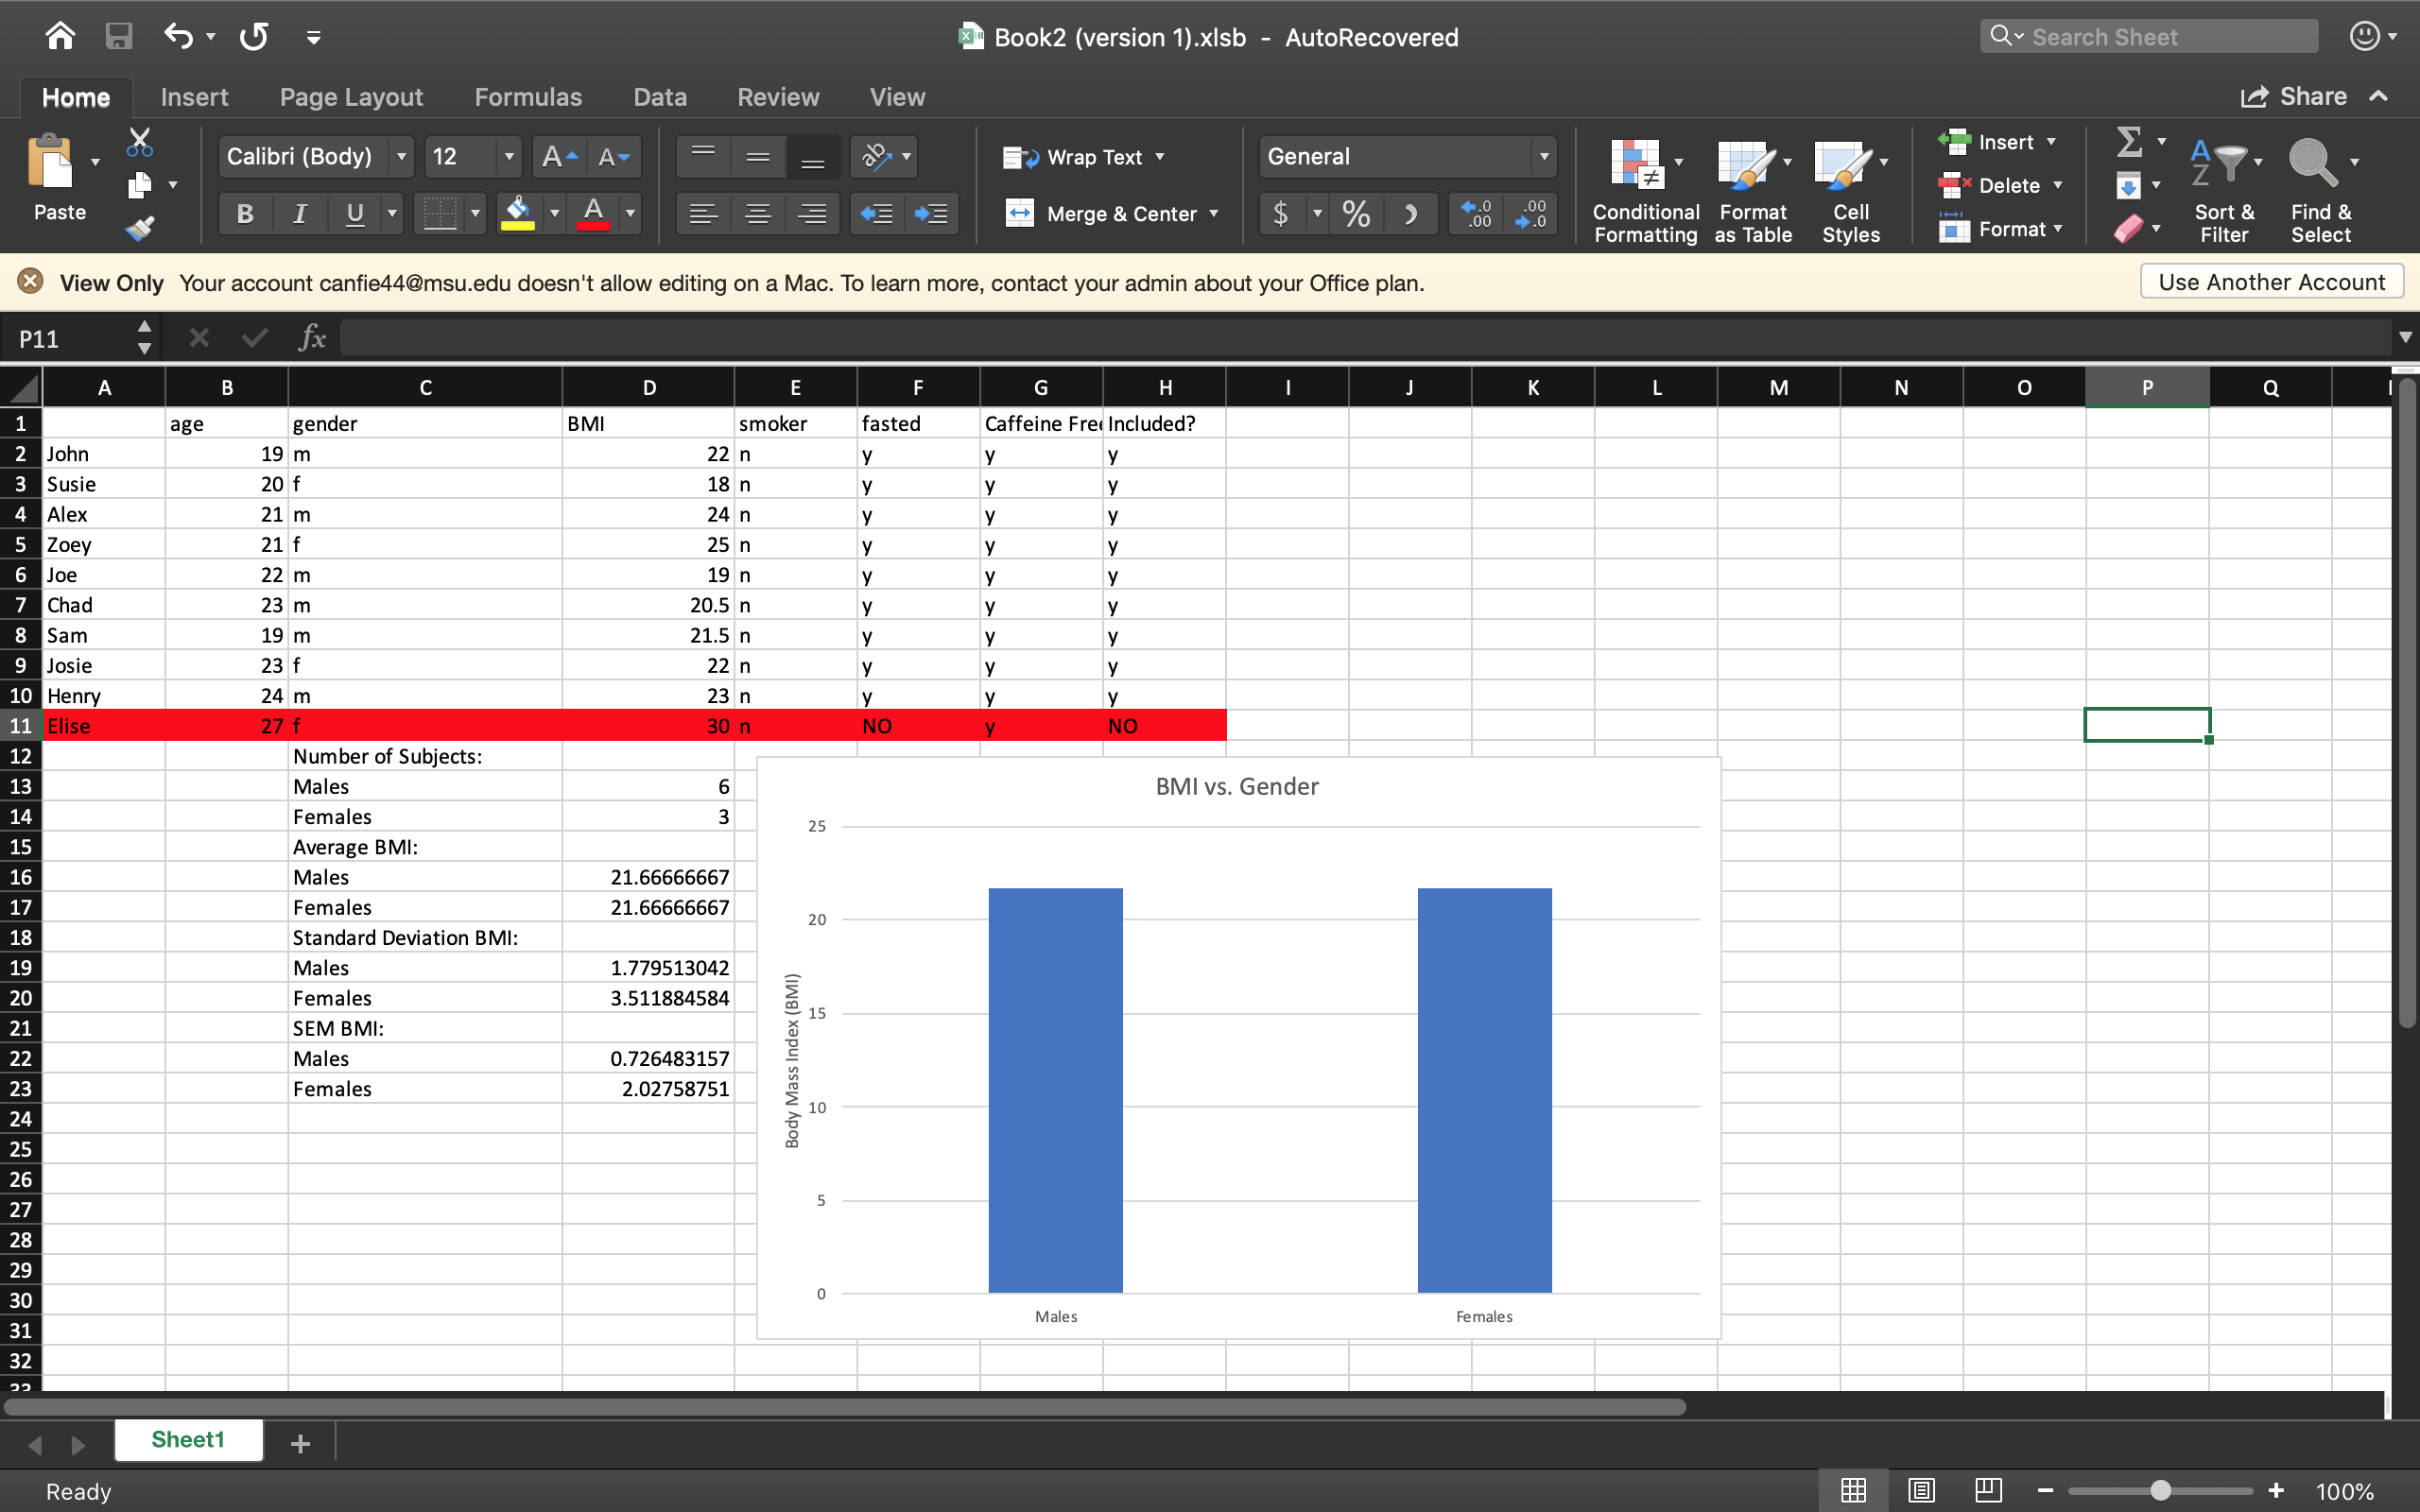 Book2 (version 1).xlsb - AutoRecovered
Search Sheet
Home Insert Page Layout Formulas Data Review View Share
Paste Calibri (Body) 12 Wrap Text General Insert
Merge & Center Delete
Conditional Formatting Format as Table Cell Styles Format Sort & Filter Find & Select
View Only Your account canfie44@msu.edu doesn't allow editing on a Mac. To learn more, contact your admin about your Office plan. Use Another Account
P11 fx
A B C D E F G H I J K L M N O P Q
1 age gender BMI smoker fasted Caffeine Fre Included?
2 John 19 m 22 n y y y
3 Susie 20 f 18 n y y y
4 Alex 21 m 24 n y y y
5 Zoey 21 f 25 n y y y
6 Joe 22 m 19 n y y y
7 Chad 23 m 20.5 n y y y
8 Sam 19 m 21.5 n y y y
9 Josie 23 f 22 n y y y
10 Henry 24 m 23 n y y y
11 Elise 27 f 30 n NO y NO
12 Number of Subjects:
13 Males 6
14 Females 3
15 Average BMI:
16 Males 21.66666667
17 Females 21.66666667
18 Standard Deviation BMI:
19 Males 1.779513042
20 Females 3.511884584
21 SEM BMI:
22 Males 0.726483157
23 Females 2.02758751
24
25
26
27
28
29
30
31
32
BMI vs. Gender
Body Mass Index (BMI)
25
20
15
10
5
0
Males Females
Sheet1
Ready 100%